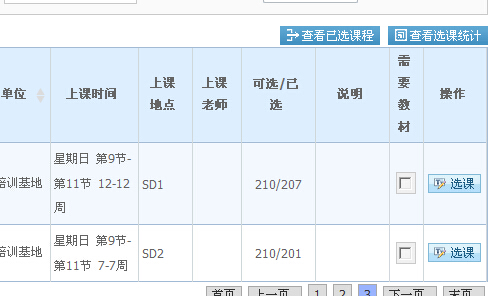 查看已选课程 查看选课统计
单位 上课时间 上课地点 上课老师 可选/已选 说明 需要教材 操作
培训基地 星期日 第9节-第11节 12-12周 SD1 210/207 选课
培训基地 星期日 第9节-第11节 7-7周 SD2 210/201 选课
首页 上一页 1 2 3 下一页 末页